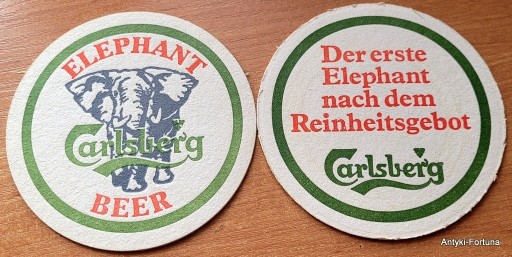 ELEPHANT
Carlsberg
BEER
Der erste
Elephant
nach dem
Reinheitsgebot
Carlsberg
Antyki-Fortuna